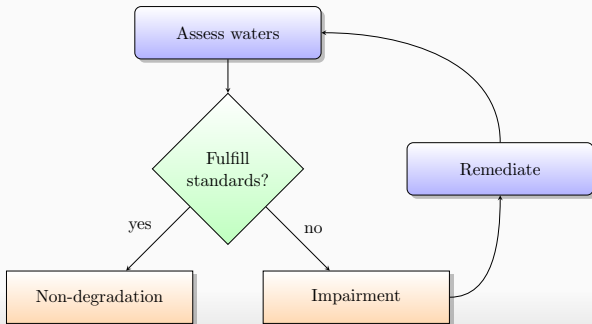 Assess waters
Fulfill
standards?
Remediate
yes
no
Non-degradation
Impairment